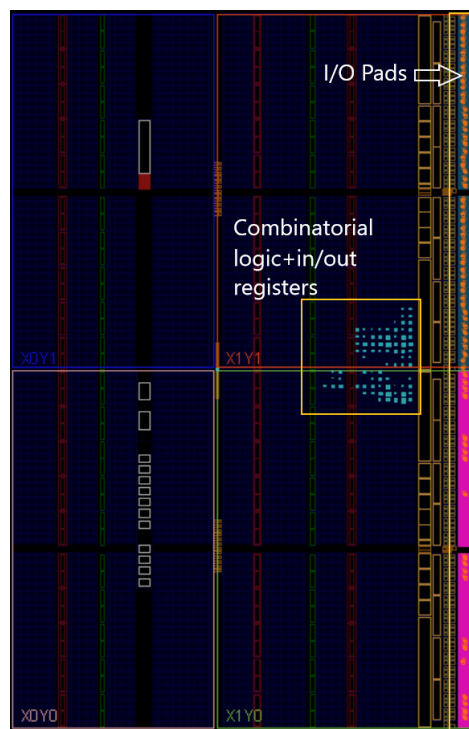 I/O Pads
Combinatorial
logic+in/out
registers
X0Y1
X1Y1
X0Y0
X1Y0